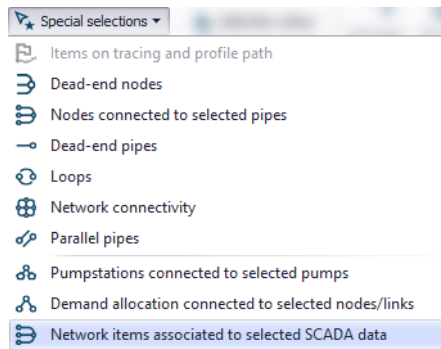 Special selections
Items on tracing and profile path
Dead-end nodes
Nodes connected to selected pipes
Dead-end pipes
Loops
Network connectivity
Parallel pipes
Pumpstations connected to selected pumps
Demand allocation connected to selected nodes/links
Network items associated to selected SCADA data